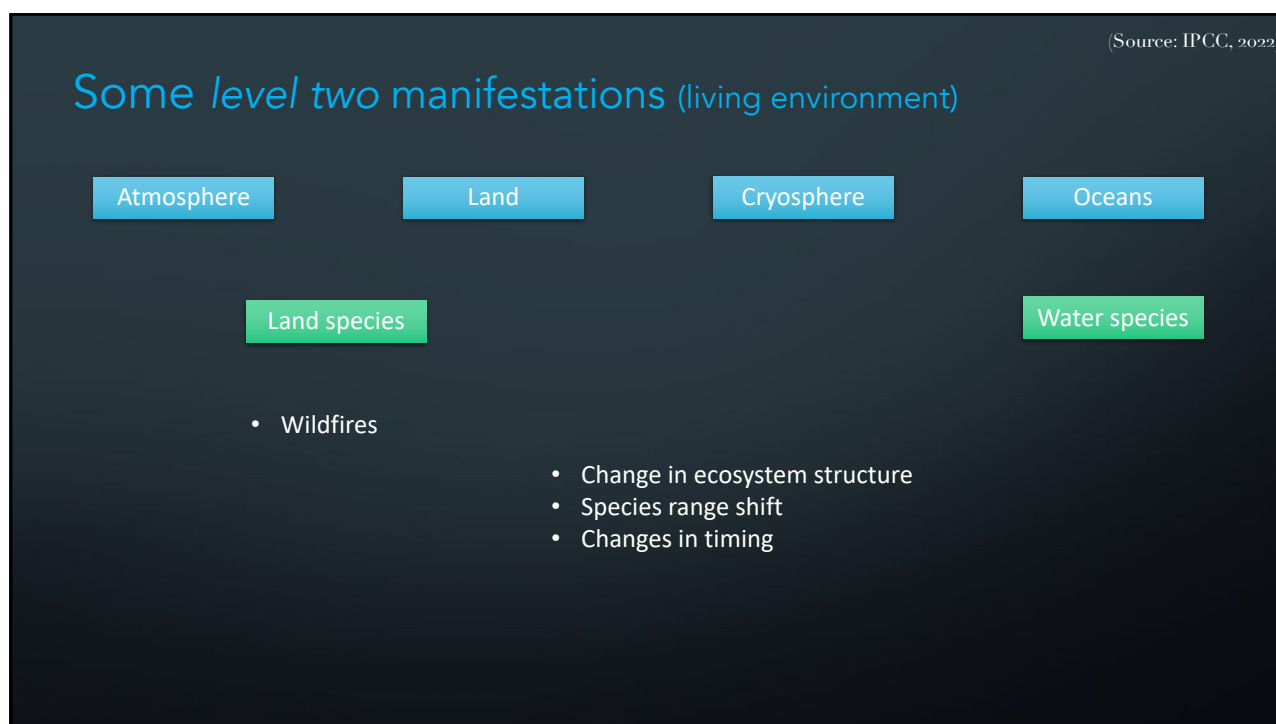 (Source: IPCC, 2022
Some level two manifestations (living environment)
Atmosphere
Land
Cryosphere
Oceans
Land species
Water species
• Wildfires
• Change in ecosystem structure
• Species range shift
• Changes in timing